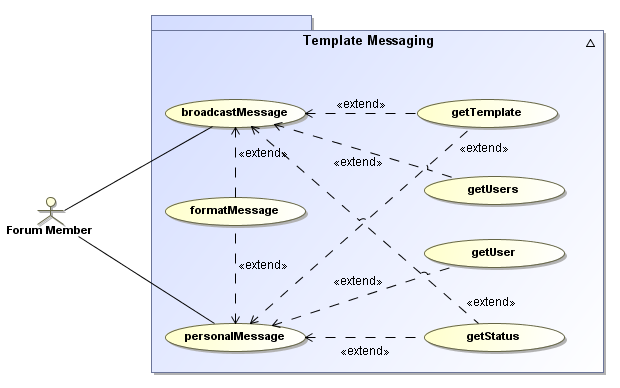 Template Messaging
broadcastMessage
«extend»
getTemplate
«extend»
«extend»
«extend»
getUsers
formatMessage
Forum Member
getUser
«extend»
«extend»
«extend»
personalMessage
getStatus
«extend»